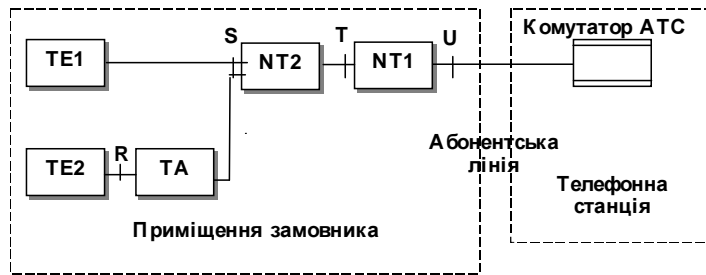 Комутатор АТС
S
T
U
TE1
NT2
NT1
Абонентська
лінія
R
TE2
TA
Телефонна
станція
Приміщення замовника